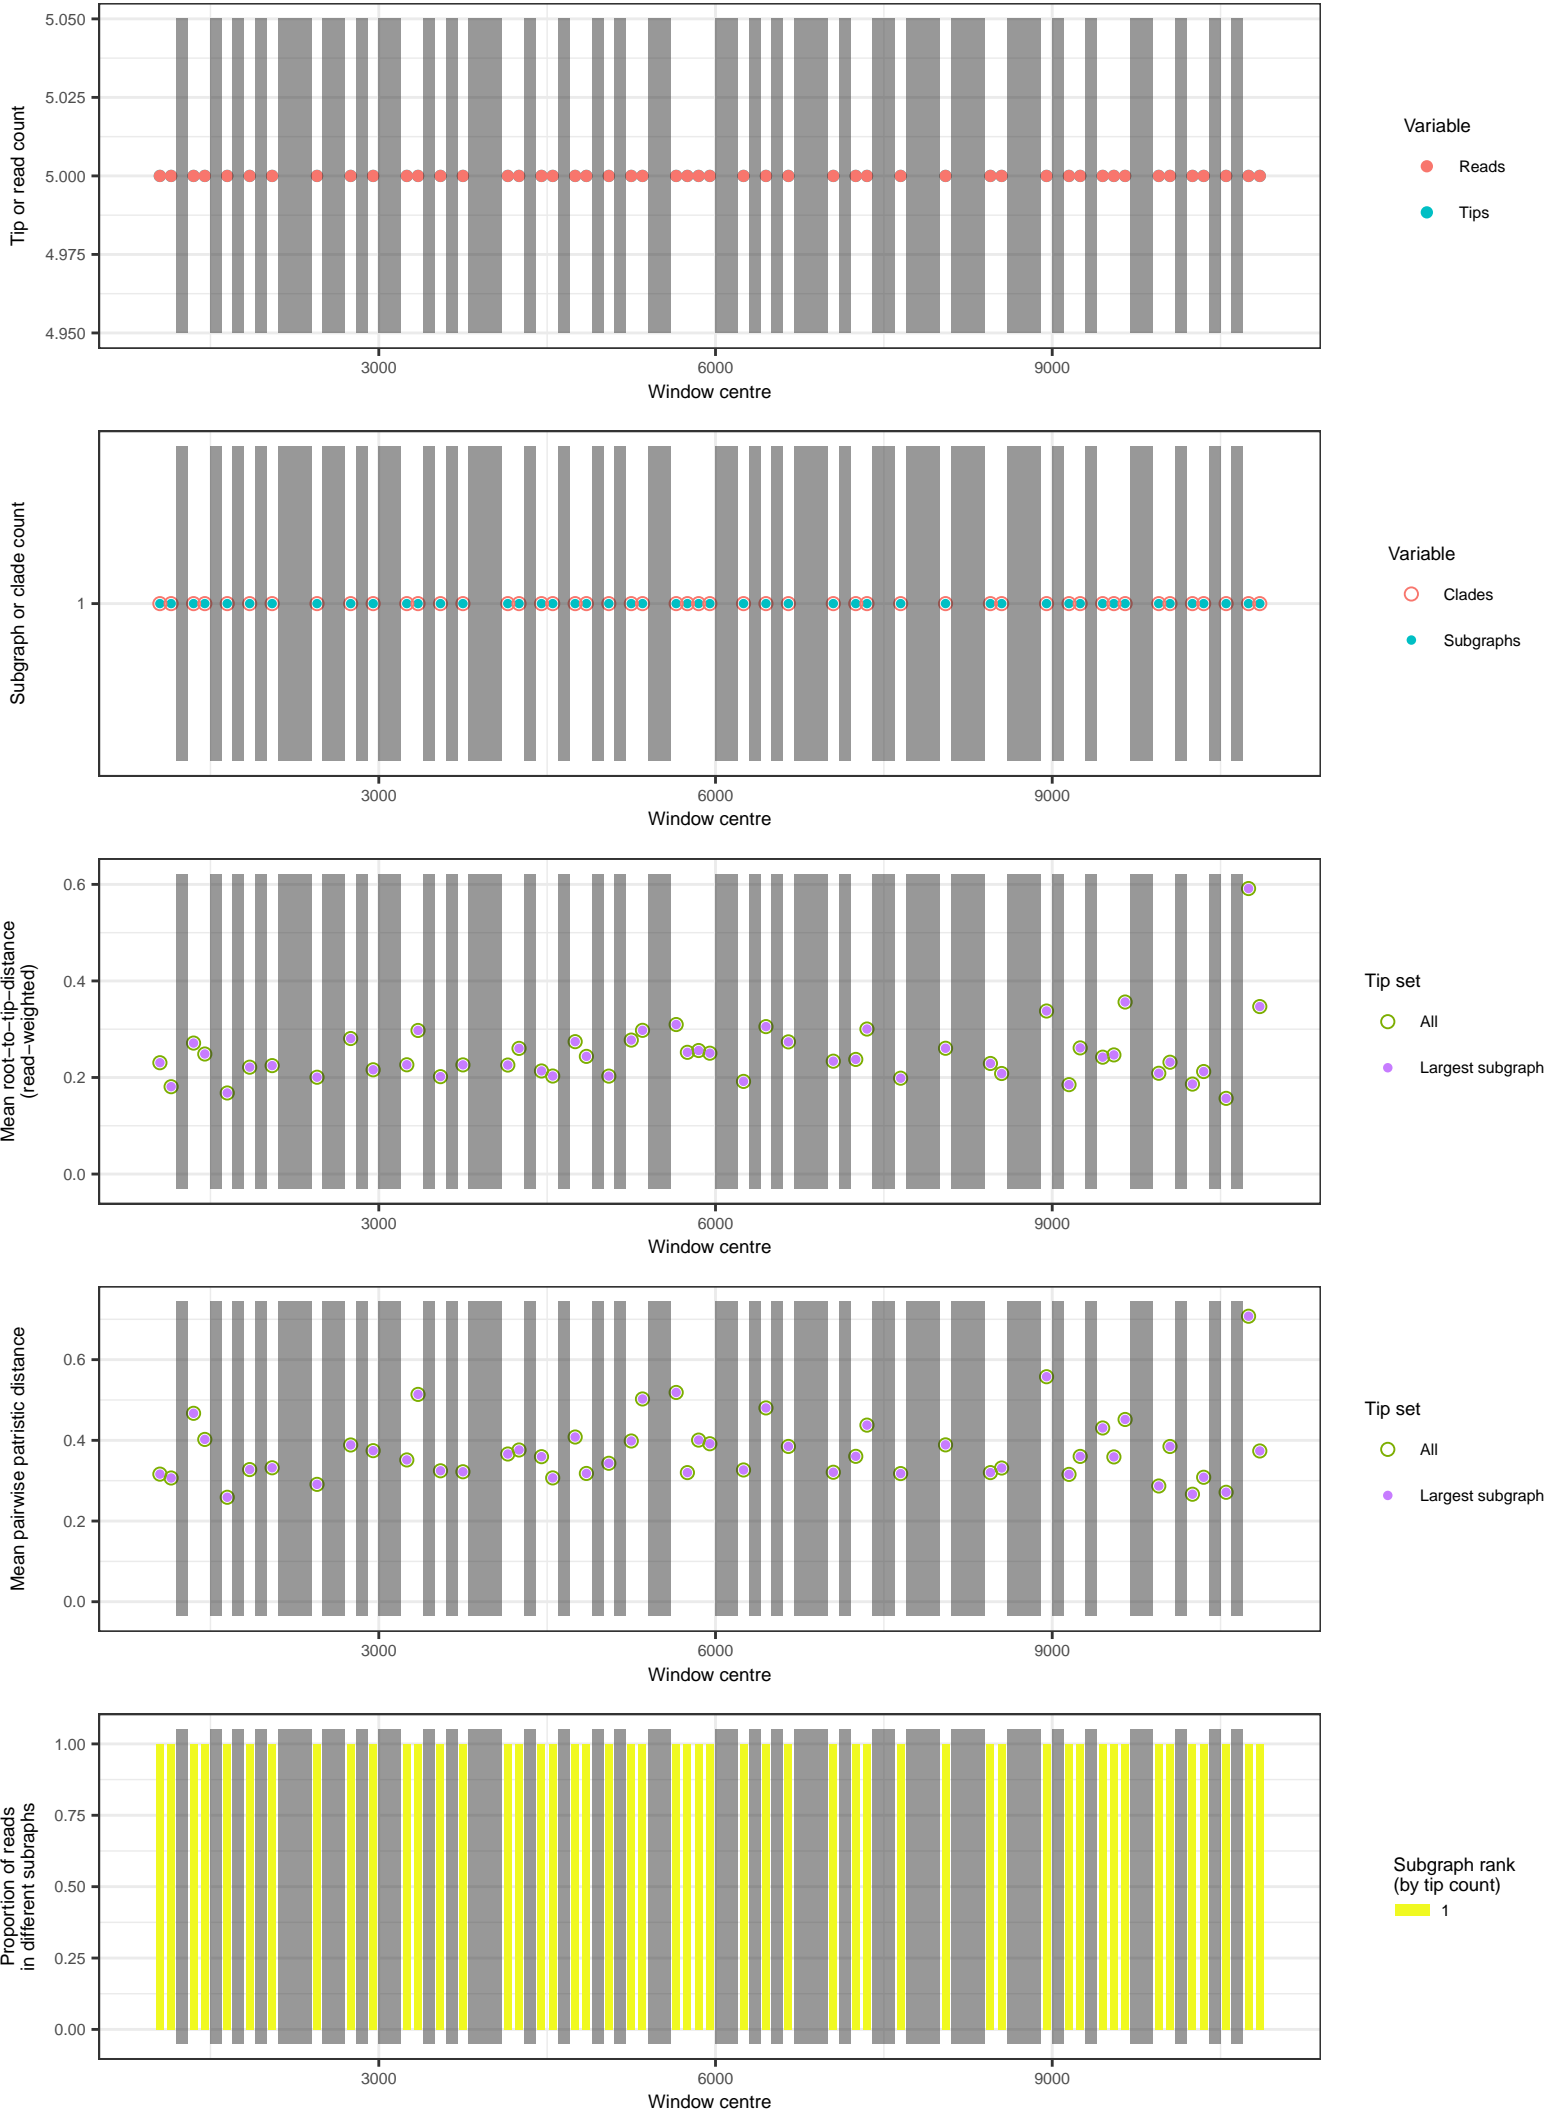 5.050
5.025
5.000
4.975
4.950
Tip or read count
3000
6000
9000
Window centre
Variable
Reads
Tips
Subgraph or clade count
1
3000
6000
9000
Window centre
Variable
Clades
Subgraphs
Mean root−to−tip−distance
(read−weighted)
0.6
0.4
0.2
0.0
3000
6000
9000
Window centre
Tip set
All
Largest subgraph
Mean pairwise patristic distance
0.6
0.4
0.2
0.0
3000
6000
9000
Window centre
Tip set
All
Largest subgraph
Proportion of reads
in different subraphs
1.00
0.75
0.50
0.25
0.00
3000
6000
9000
Window centre
Subgraph rank
(by tip count)
1